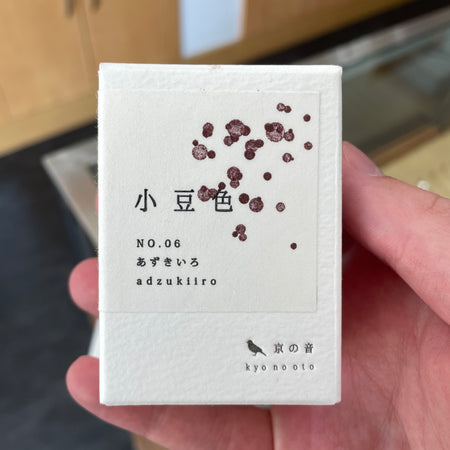 小豆色
NO.06
あずきいろ
adzukiiro
京の音
kyo no oto